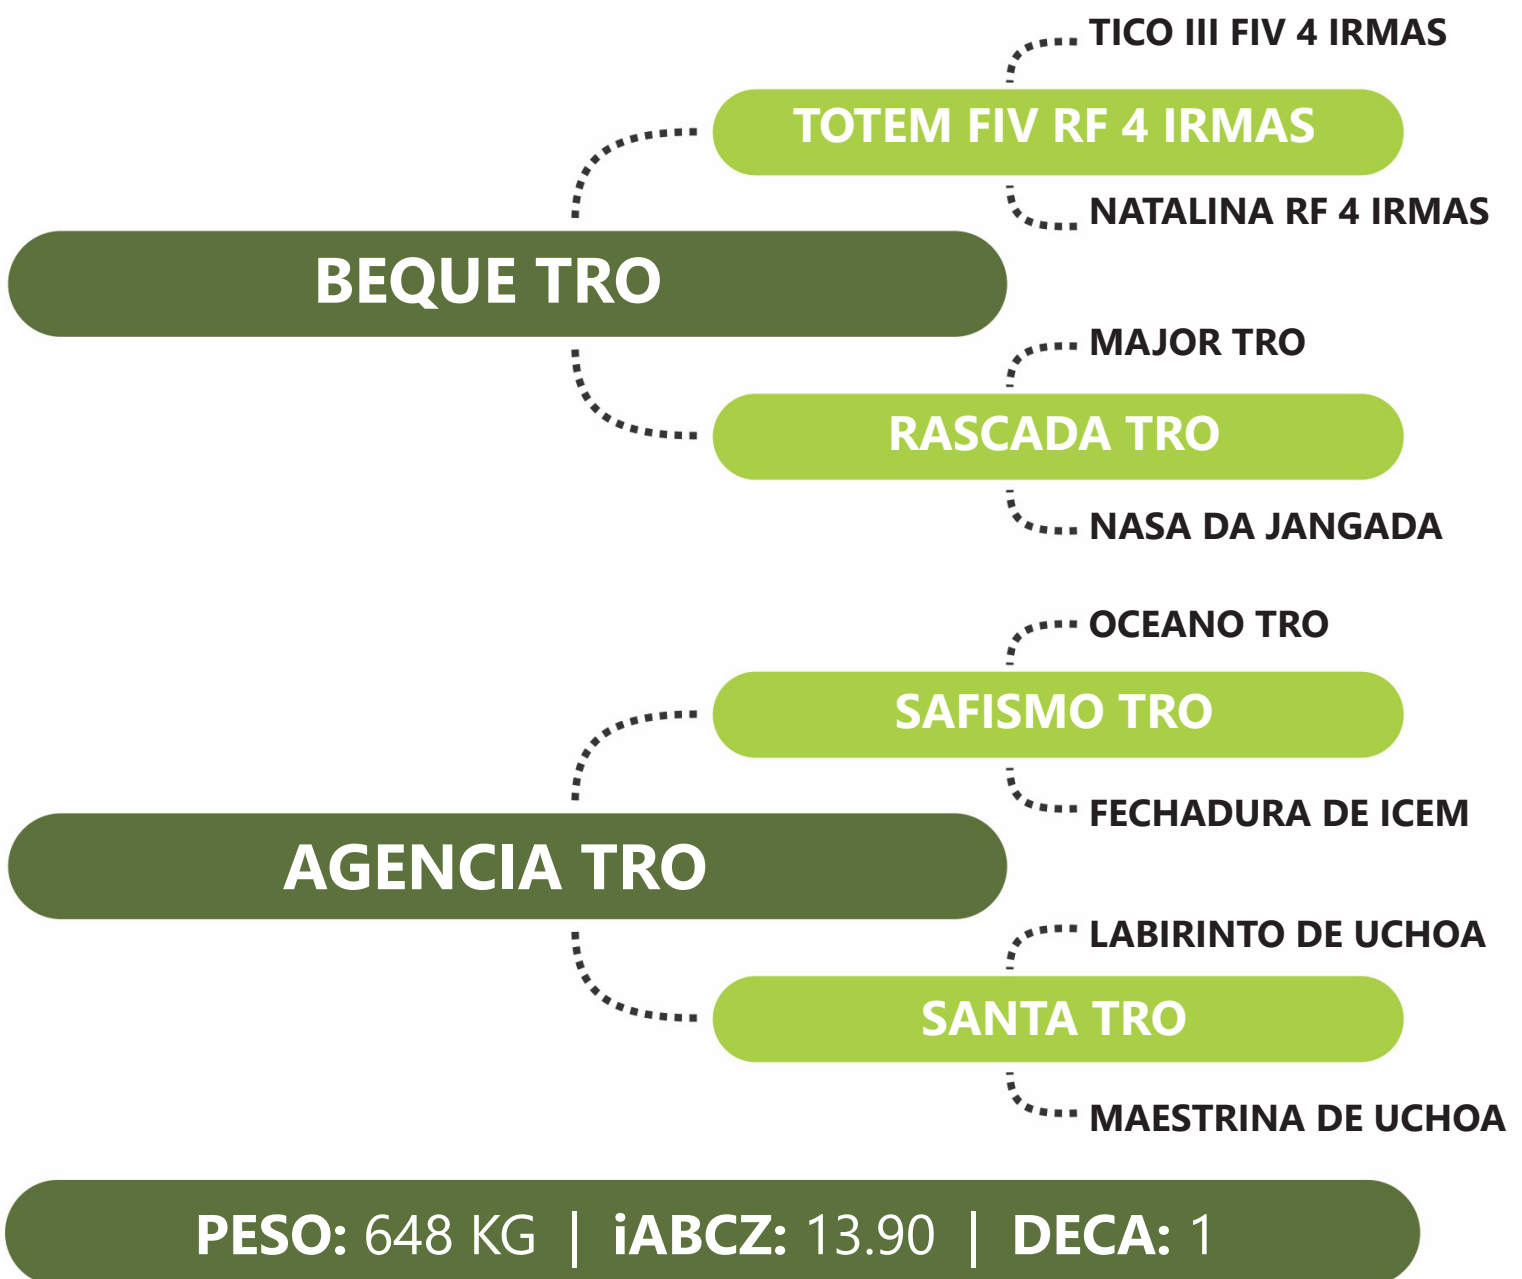 TICO III FIV 4 IRMAS
TOTEM FIV RF 4 IRMAS
NATALINA RF 4 IRMAS
BEQUE TRO
MAJOR TRO
RASCADA TRO
NASA DA JANGADA
OCEANO TRO
SAFISMO TRO
FECHADURA DE ICEM
AGENCIA TRO
LABIRINTO DE UCHOA
SANTA TRO
MAESTRINA DE UCHOA
PESO: 648 KG | iABCZ: 13.90 | DECA: 1